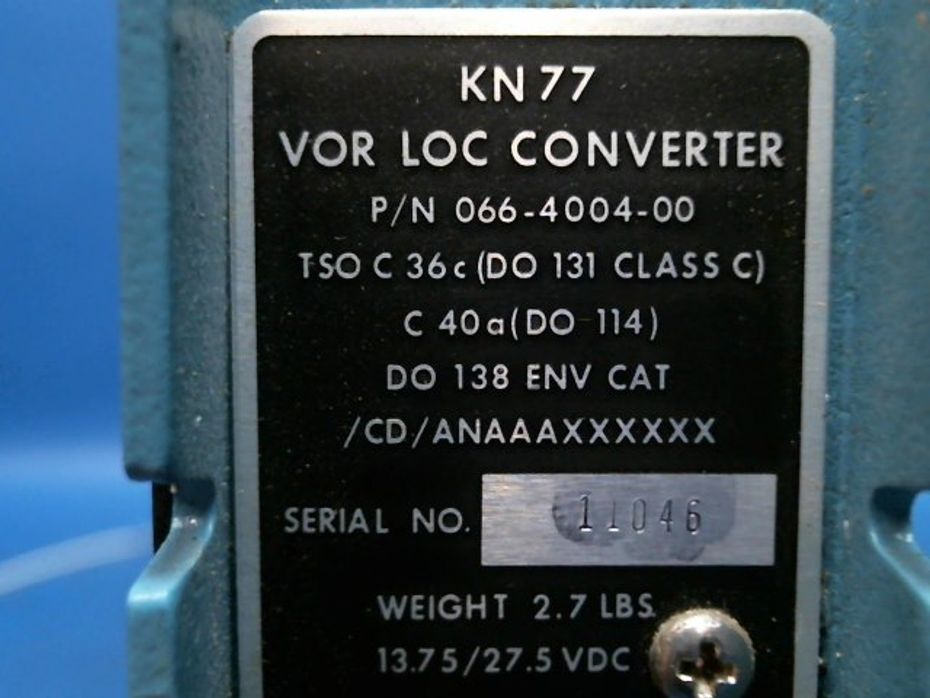 KN 77
VOR LOC CONVERTER
P/N 066-4004-00
TSO C 36c (DO 131 CLASS C)
C 40a (DO 114)
DO 138 ENV CAT
/CD/ANAAAXXXXXX
SERIAL NO. 11046
WEIGHT 2.7 LBS.
13.75/27.5 VDC